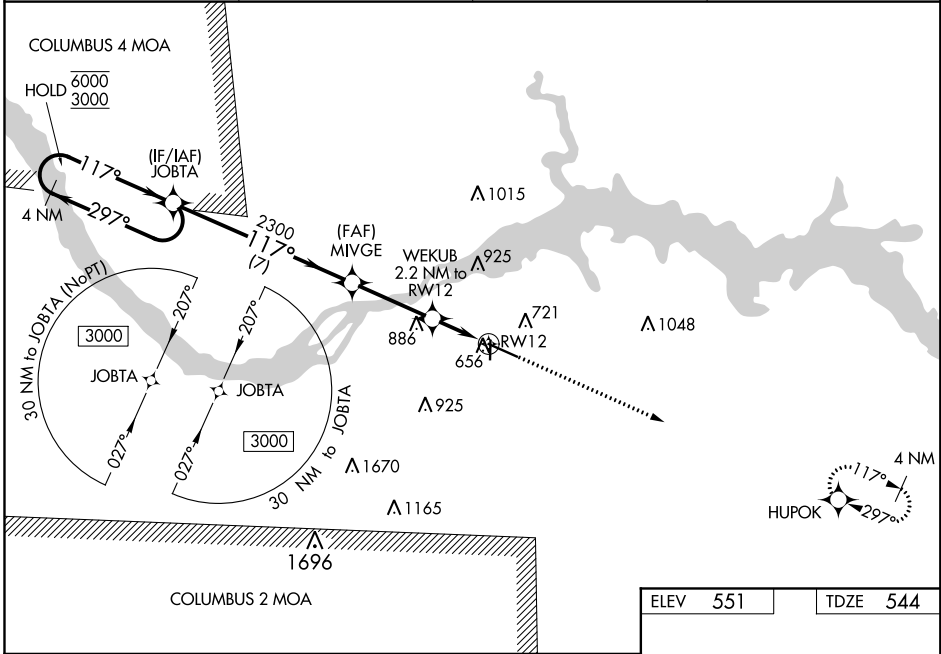 COLUMBUS 4 MOA
HOLD 6000
3000
(IF/IAF)
JOBTA
117°
297°
4 NM
2300
117°
(7)
(FAF)
MIVGE
WEKUB
2.2 NM to
RW12
1015
925
721
1048
886
RW12
656
925
1670
1165
1696
30 NM to JOBTA (NoPT)
3000
207°
JOBTA
027°
207°
JOBTA
027°
3000
30 NM to JOBTA
4 NM
117°
297°
HUPOK
COLUMBUS 2 MOA
ELEV 551
TDZE 544